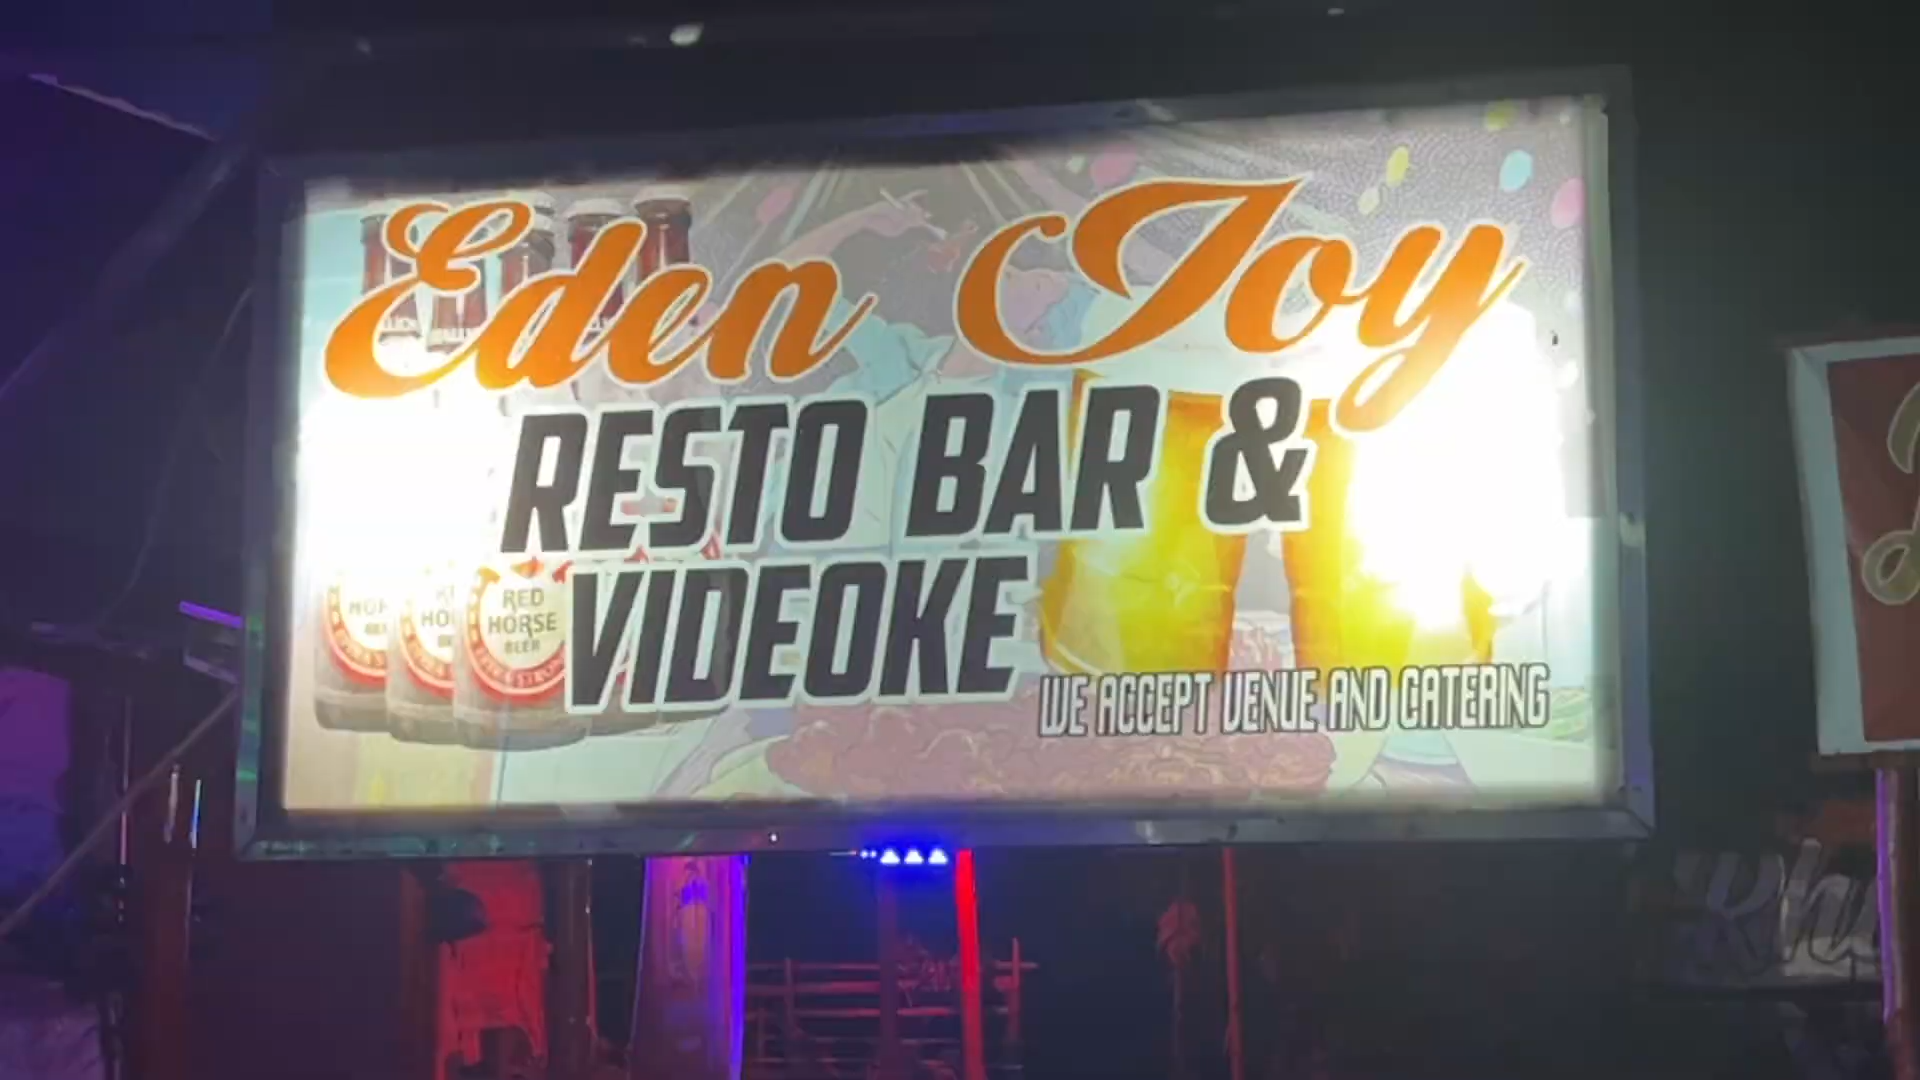 Eden Joy
RESTO BAR &
VIDEOKE
RED
HORSE
BEER
WE ACCEPT VENUE AND CATERING